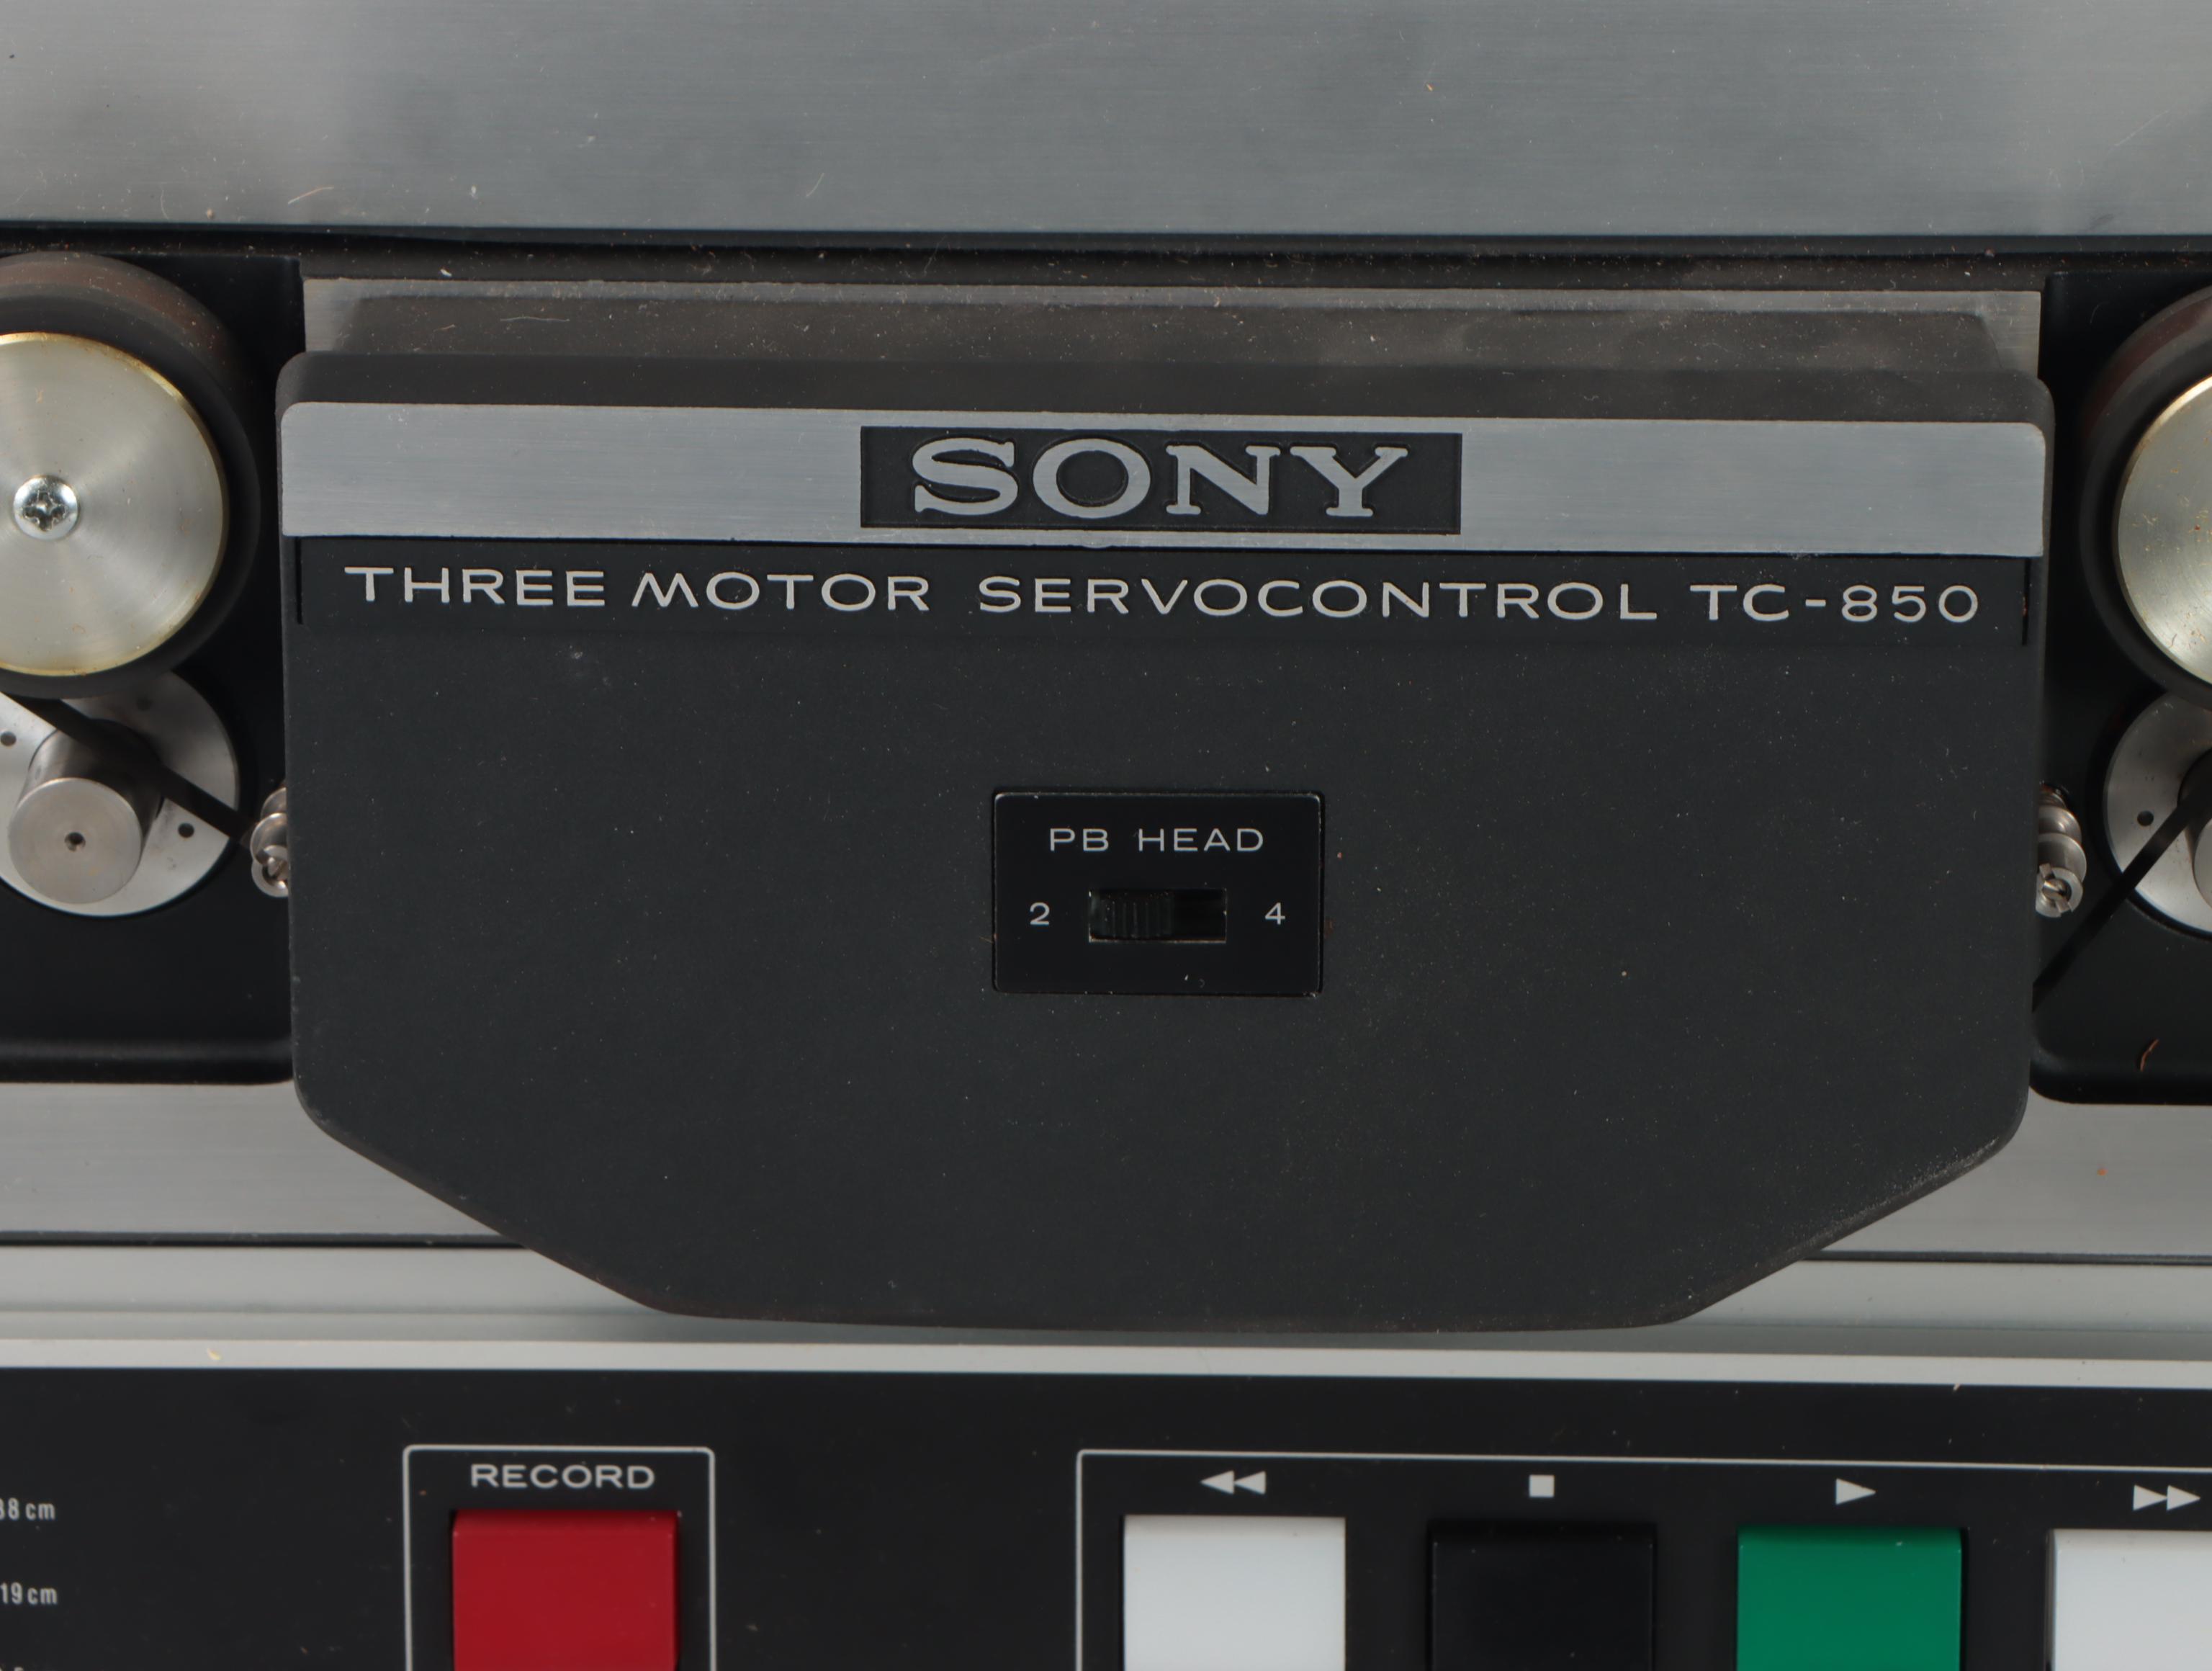 SONY
THREE MOTOR SERVOCONTROL TC-850
PB HEAD
2 4
RECORD
38 cm
19 cm